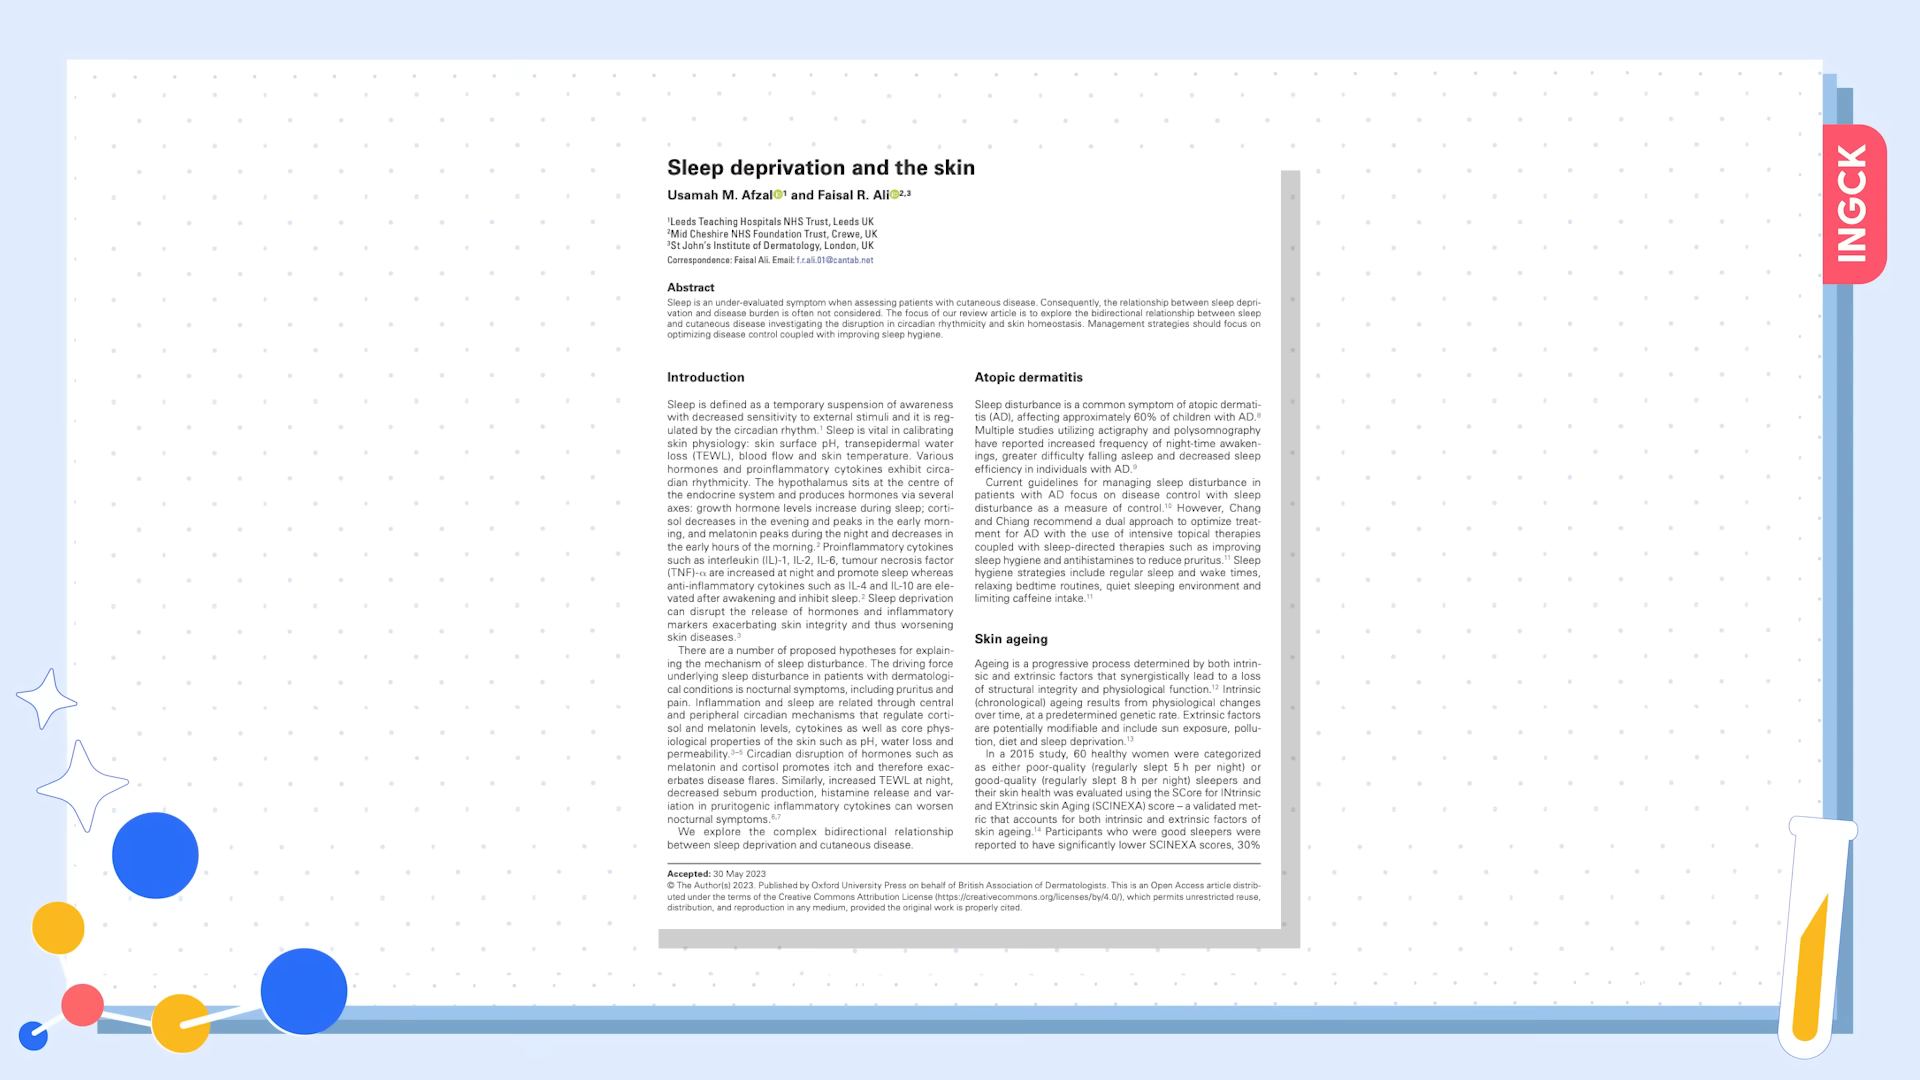 Sleep deprivation and the skin
Usamah M. Afzal¹ and Faisal R. Ali²,³
¹Leeds Teaching Hospitals NHS Trust, Leeds UK
²Mid Cheshire NHS Foundation Trust, Crewe, UK
³St John's Institute of Dermatology, London, UK
Correspondence: Faisal Ali. Email: f.r.ali.01@cantab.net
Abstract
Sleep is an under-evaluated symptom when assessing patients with cutaneous disease. Consequently, the relationship between sleep depri-
vation and disease burden is often not considered. The focus of our review article is to explore the bidirectional relationship between sleep
and cutaneous disease investigating the disruption in circadian rhythmicity and skin homeostasis. Management strategies should focus on
optimizing disease control coupled with improving sleep hygiene.
Introduction
Sleep is defined as a temporary suspension of awareness
with decreased sensitivity to external stimuli and it is reg-
ulated by the circadian rhythm.¹ Sleep is vital in calibrating
skin physiology: skin surface pH, transepidermal water
loss (TEWL), blood flow and skin temperature. Various
hormones and proinflammatory cytokines exhibit circa-
dian rhythmicity. The hypothalamus sits at the centre of
the endocrine system and produces hormones via several
axes: growth hormone levels increase during sleep; corti-
sol decreases in the evening and peaks in the early morn-
ing, and melatonin peaks during the night and decreases in
the early hours of the morning.² Proinflammatory cytokines
such as interleukin (IL)-1, IL-2, IL-6, tumour necrosis factor
(TNF)-α are increased at night and promote sleep whereas
anti-inflammatory cytokines such as IL-4 and IL-10 are ele-
vated after awakening and inhibit sleep.² Sleep deprivation
can disrupt the release of hormones and inflammatory
markers exacerbating skin integrity and thus worsening
skin diseases.³
There are a number of proposed hypotheses for explain-
ing the mechanism of sleep disturbance. The driving force
underlying sleep disturbance in patients with dermatologi-
cal conditions is nocturnal symptoms, including pruritus and
pain. Inflammation and sleep are related through central
and peripheral circadian mechanisms that regulate corti-
sol and melatonin levels, cytokines as well as core phys-
iological properties of the skin such as pH, water loss and
permeability.³⁻⁵ Circadian disruption of hormones such as
melatonin and cortisol promotes itch and therefore exac-
erbates disease flares. Similarly, increased TEWL at night,
decreased sebum production, histamine release and var-
iation in pruritogenic inflammatory cytokines can worsen
nocturnal symptoms.⁶,⁷
We explore the complex bidirectional relationship
between sleep deprivation and cutaneous disease.
Atopic dermatitis
Sleep disturbance is a common symptom of atopic dermati-
tis (AD), affecting approximately 60% of children with AD.⁸
Multiple studies utilizing actigraphy and polysomnography
have reported increased frequency of night-time awaken-
ings, greater difficulty falling asleep and decreased sleep
efficiency in individuals with AD.⁹
Current guidelines for managing sleep disturbance in
patients with AD focus on disease control with sleep
disturbance as a measure of control.¹⁰ However, Chang
and Chiang recommend a dual approach to optimize treat-
ment for AD with the use of intensive topical therapies
coupled with sleep-directed therapies such as improving
sleep hygiene and antihistamines to reduce pruritus.¹¹ Sleep
hygiene strategies include regular sleep and wake times,
relaxing bedtime routines, quiet sleeping environment and
limiting caffeine intake.¹¹
Skin ageing
Ageing is a progressive process determined by both intrin-
sic and extrinsic factors that synergistically lead to a loss
of structural integrity and physiological function.¹² Intrinsic
(chronological) ageing results from physiological changes
over time, at a predetermined genetic rate. Extrinsic factors
are potentially modifiable and include sun exposure, pollu-
tion, diet and sleep deprivation.¹³
In a 2015 study, 60 healthy women were categorized
as either poor-quality (regularly slept 5 h per night) or
good-quality (regularly slept 8 h per night) sleepers and
their skin health was evaluated using the SCore for INtrinsic
and EXtrinsic skin Aging (SCINEXA) score – a validated met-
ric that accounts for both intrinsic and extrinsic factors of
skin ageing.¹⁴ Participants who were good sleepers were
reported to have significantly lower SCINEXA scores, 30%
Accepted: 30 May 2023
© The Author(s) 2023. Published by Oxford University Press on behalf of British Association of Dermatologists. This is an Open Access article distrib-
uted under the terms of the Creative Commons Attribution License (https://creativecommons.org/licenses/by/4.0/), which permits unrestricted reuse,
distribution, and reproduction in any medium, provided the original work is properly cited.
INGCK